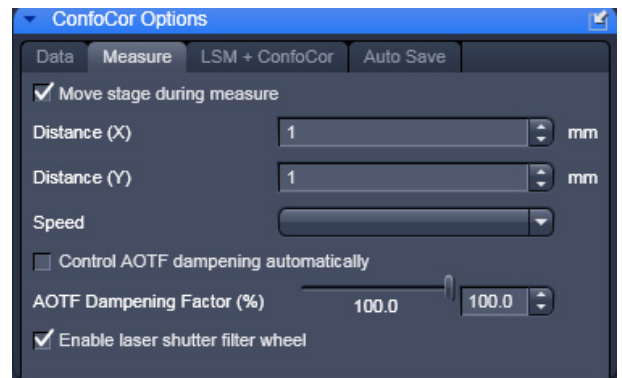 ConfoCor Options
Data Measure LSM + ConfoCor Auto Save
Move stage during measure
Distance (X) 1 mm
Distance (Y) 1 mm
Speed
Control AOTF dampening automatically
AOTF Dampening Factor (%) 100.0 100.0
Enable laser shutter filter wheel